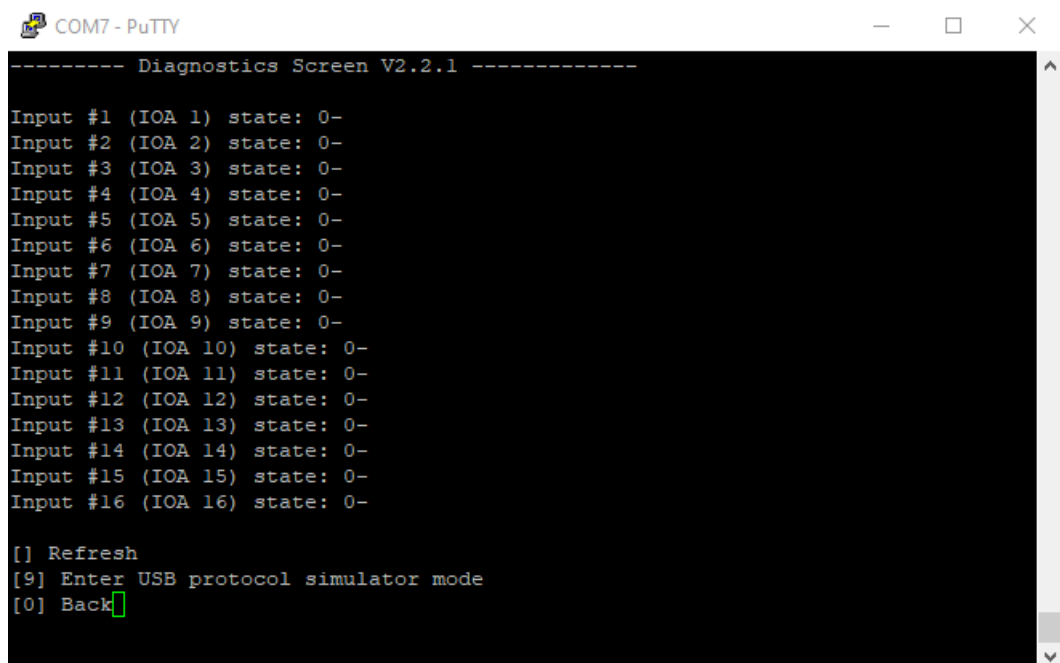 COM7 - PuTTY
--------- Diagnostics Screen V2.2.1 -------------
Input #1 (IOA 1) state: 0-
Input #2 (IOA 2) state: 0-
Input #3 (IOA 3) state: 0-
Input #4 (IOA 4) state: 0-
Input #5 (IOA 5) state: 0-
Input #6 (IOA 6) state: 0-
Input #7 (IOA 7) state: 0-
Input #8 (IOA 8) state: 0-
Input #9 (IOA 9) state: 0-
Input #10 (IOA 10) state: 0-
Input #11 (IOA 11) state: 0-
Input #12 (IOA 12) state: 0-
Input #13 (IOA 13) state: 0-
Input #14 (IOA 14) state: 0-
Input #15 (IOA 15) state: 0-
Input #16 (IOA 16) state: 0-
[] Refresh
[9] Enter USB protocol simulator mode
[0] Back